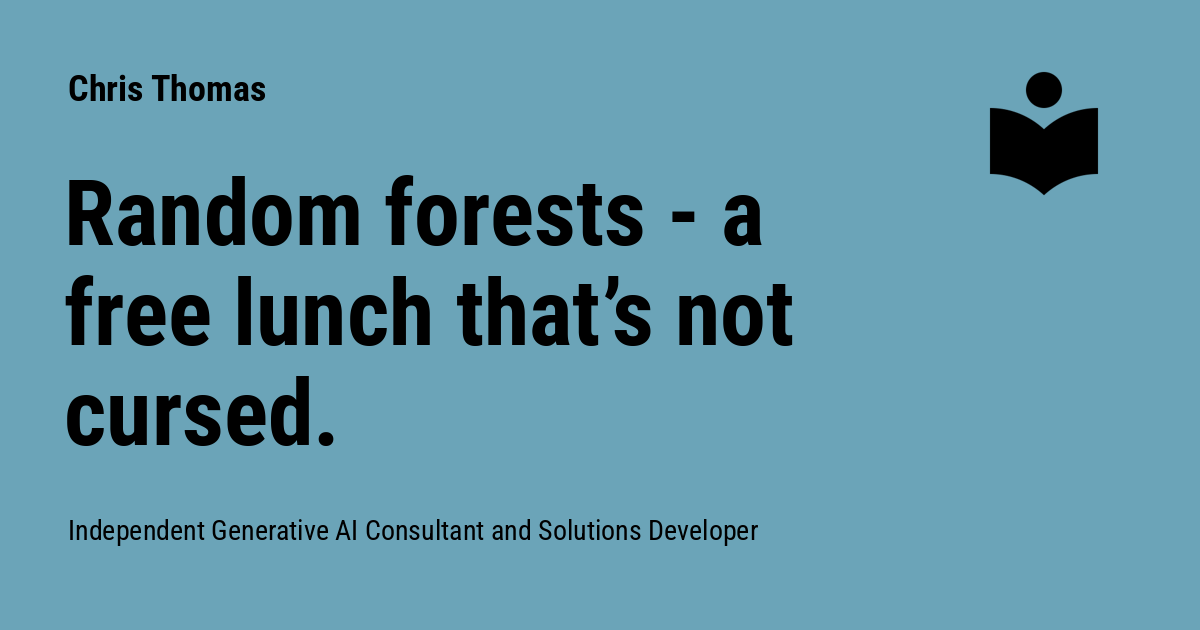 Chris Thomas
Random forests - a
free lunch that’s not
cursed.
Independent Generative AI Consultant and Solutions Developer